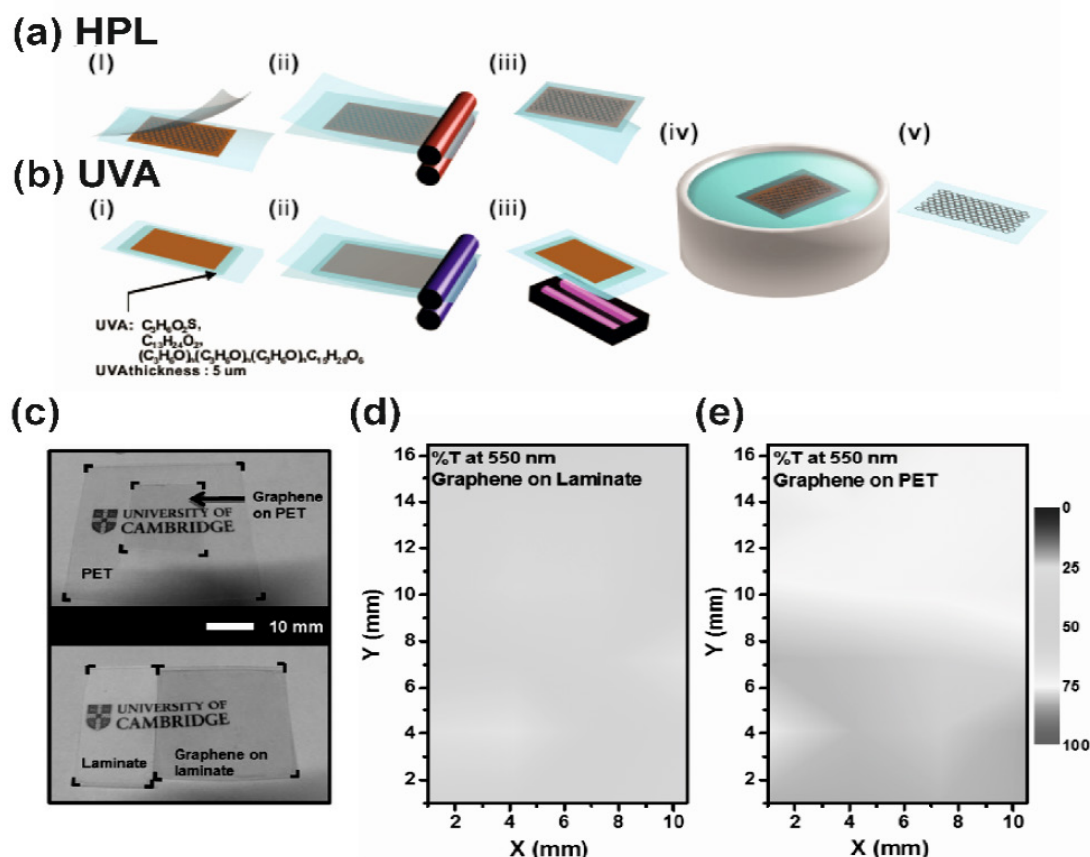 (a) HPL
(I)
(ii)
(iii)
(iv)
(v)
(b) UVA
(i)
(ii)
(iii)
UVA: C₃H₆O₂S,
C₁₃H₂₄O₂,
UVAthickness : 5 um
(c)
(d)
(e)
Graphene
on PET
UNIVERSITY OF
CAMBRIDGE
PET
10 mm
UNIVERSITY OF
CAMBRIDGE
Laminate
Graphene on
laminate
%T at 550 nm
Graphene on Laminate
16
14
12
10
8
6
4
2
Y (mm)
2 4 6 8 10
X (mm)
%T at 550 nm
Graphene on PET
16
14
12
10
8
6
4
2
Y (mm)
2 4 6 8 10
X (mm)
0
25
50
75
100